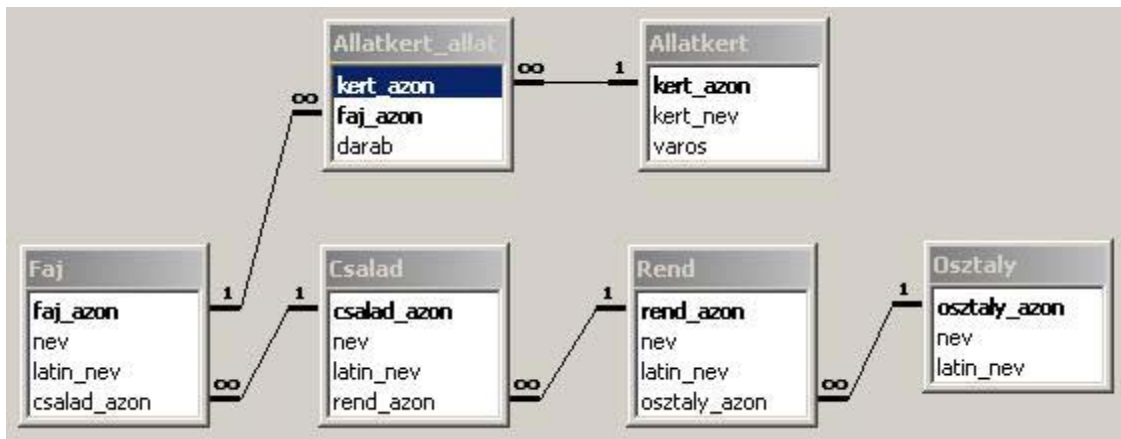 Allatkert_allat
kert_azon
faj_azon
darab
Allatkert
kert_azon
kert_nev
varos
∞
1
∞
Faj
faj_azon
nev
latin_nev
csalad_azon
1
∞
Csalad
csalad_azon
nev
latin_nev
rend_azon
1
∞
Rend
rend_azon
nev
latin_nev
osztaly_azon
1
∞
Osztaly
osztaly_azon
nev
latin_nev
1